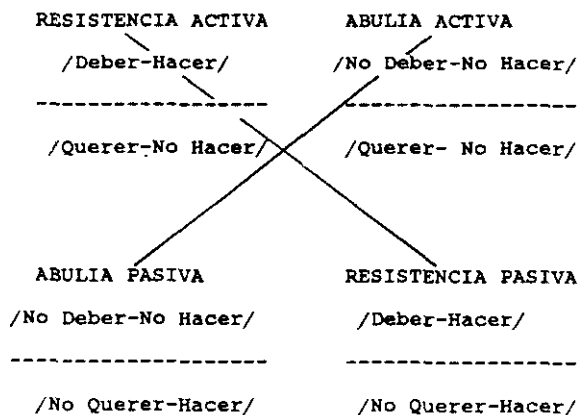 RESISTENCIA ACTIVA ABULIA ACTIVA
/Deber-Hacer/ /No Deber-No Hacer/
/Querer-No Hacer/ /Querer- No Hacer/
ABULIA PASIVA RESISTENCIA PASIVA
/No Deber-No Hacer/ /Deber-Hacer/
/No Querer-Hacer/ /No Querer-Hacer/